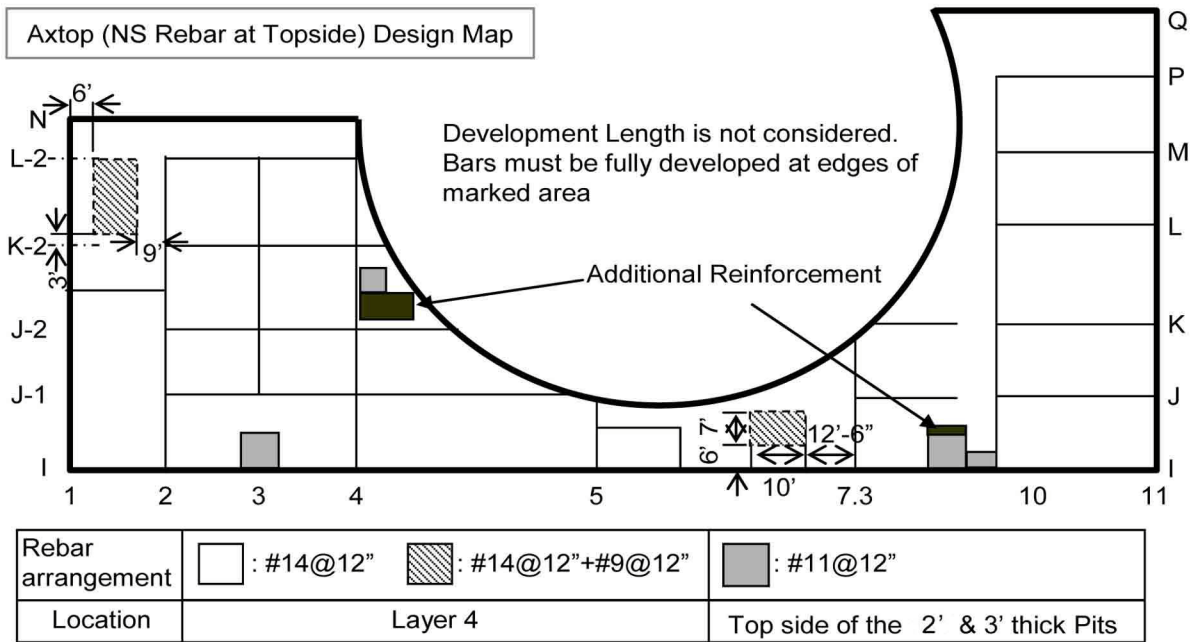 Axtop (NS Rebar at Topside) Design Map
Q
P
6’
N
Development Length is not considered.
Bars must be fully developed at edges of
marked area
L-2
M
K-2
3’
9’
L
Additional Reinforcement
J-2
K
J-1
J
7’
6’
12’-6”
10’
I
I
1
2
3
4
5
7.3
10
11
Rebar arrangement
: #14@12” : #14@12”+#9@12” : #11@12”
Location Layer 4 Top side of the 2’ & 3’ thick Pits